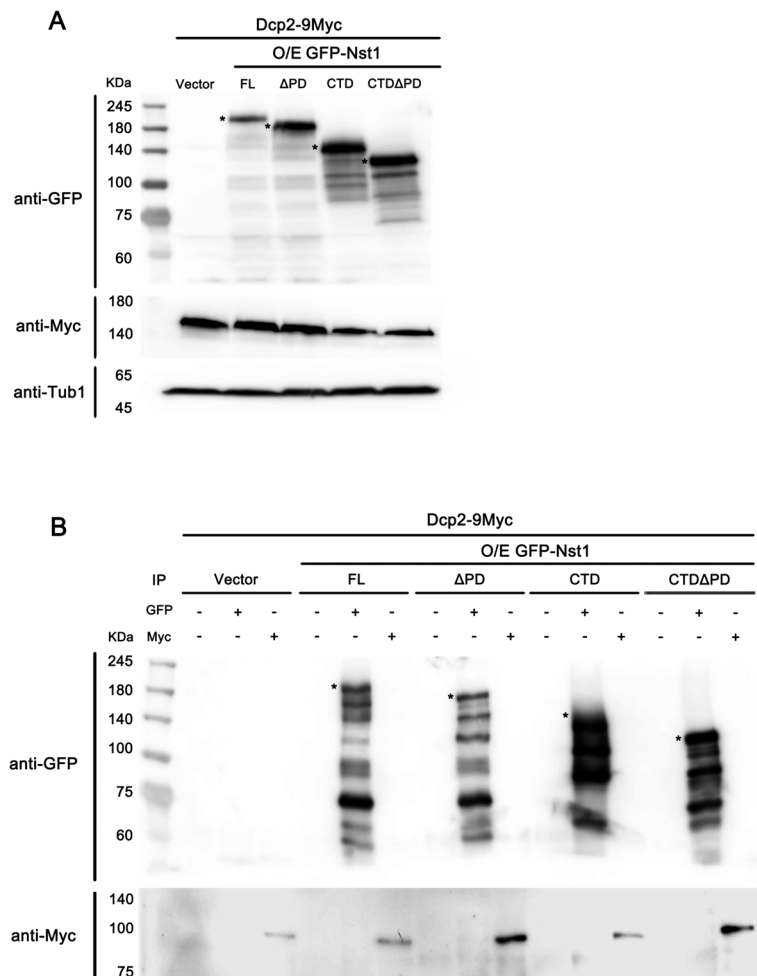 A
Dcp2-9Myc
O/E GFP-Nst1
KDa Vector FL ΔPD CTD CTDΔPD
245
180
140
100
75
60
anti-GFP
* * * *
180
140
anti-Myc
65
45
anti-Tub1
B
Dcp2-9Myc
O/E GFP-Nst1
IP Vector FL ΔPD CTD CTDΔPD
GFP - + - - + - - + - - + - - + -
KDa Myc - - + - - + - - + - - + - - +
245
180
140
100
75
60
anti-GFP
* * * * *
140
100
75
anti-Myc